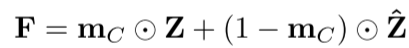 F = m_C ⊙ Z + (1 − m_C) ⊙ Ẑ